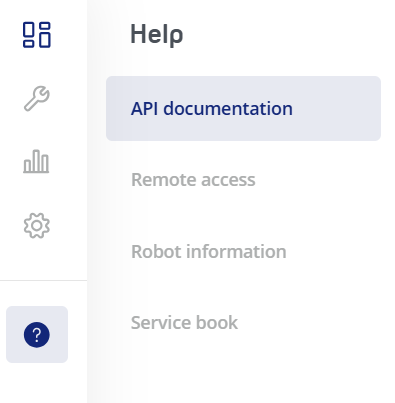 Help
API documentation
Remote access
Robot information
Service book
?